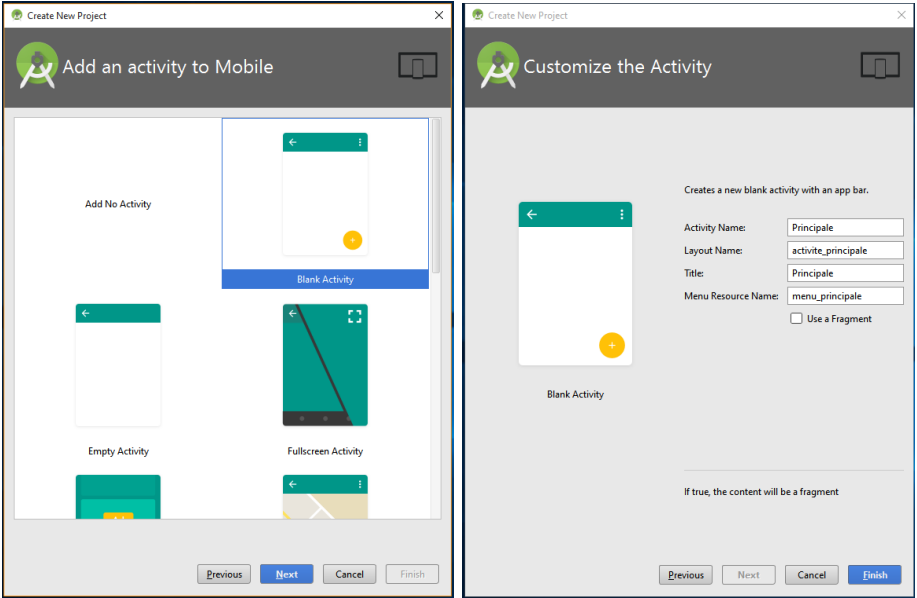 Create New Project
Add an activity to Mobile
Add No Activity
Blank Activity
Empty Activity
Fullscreen Activity
Previous
Next
Cancel
Finish
Create New Project
Customize the Activity
Creates a new blank activity with an app bar.
Activity Name: Principale
Layout Name: activite_principale
Title: Principale
Menu Resource Name: menu_principale
Use a Fragment
Blank Activity
If true, the content will be a fragment
Previous
Next
Cancel
Finish